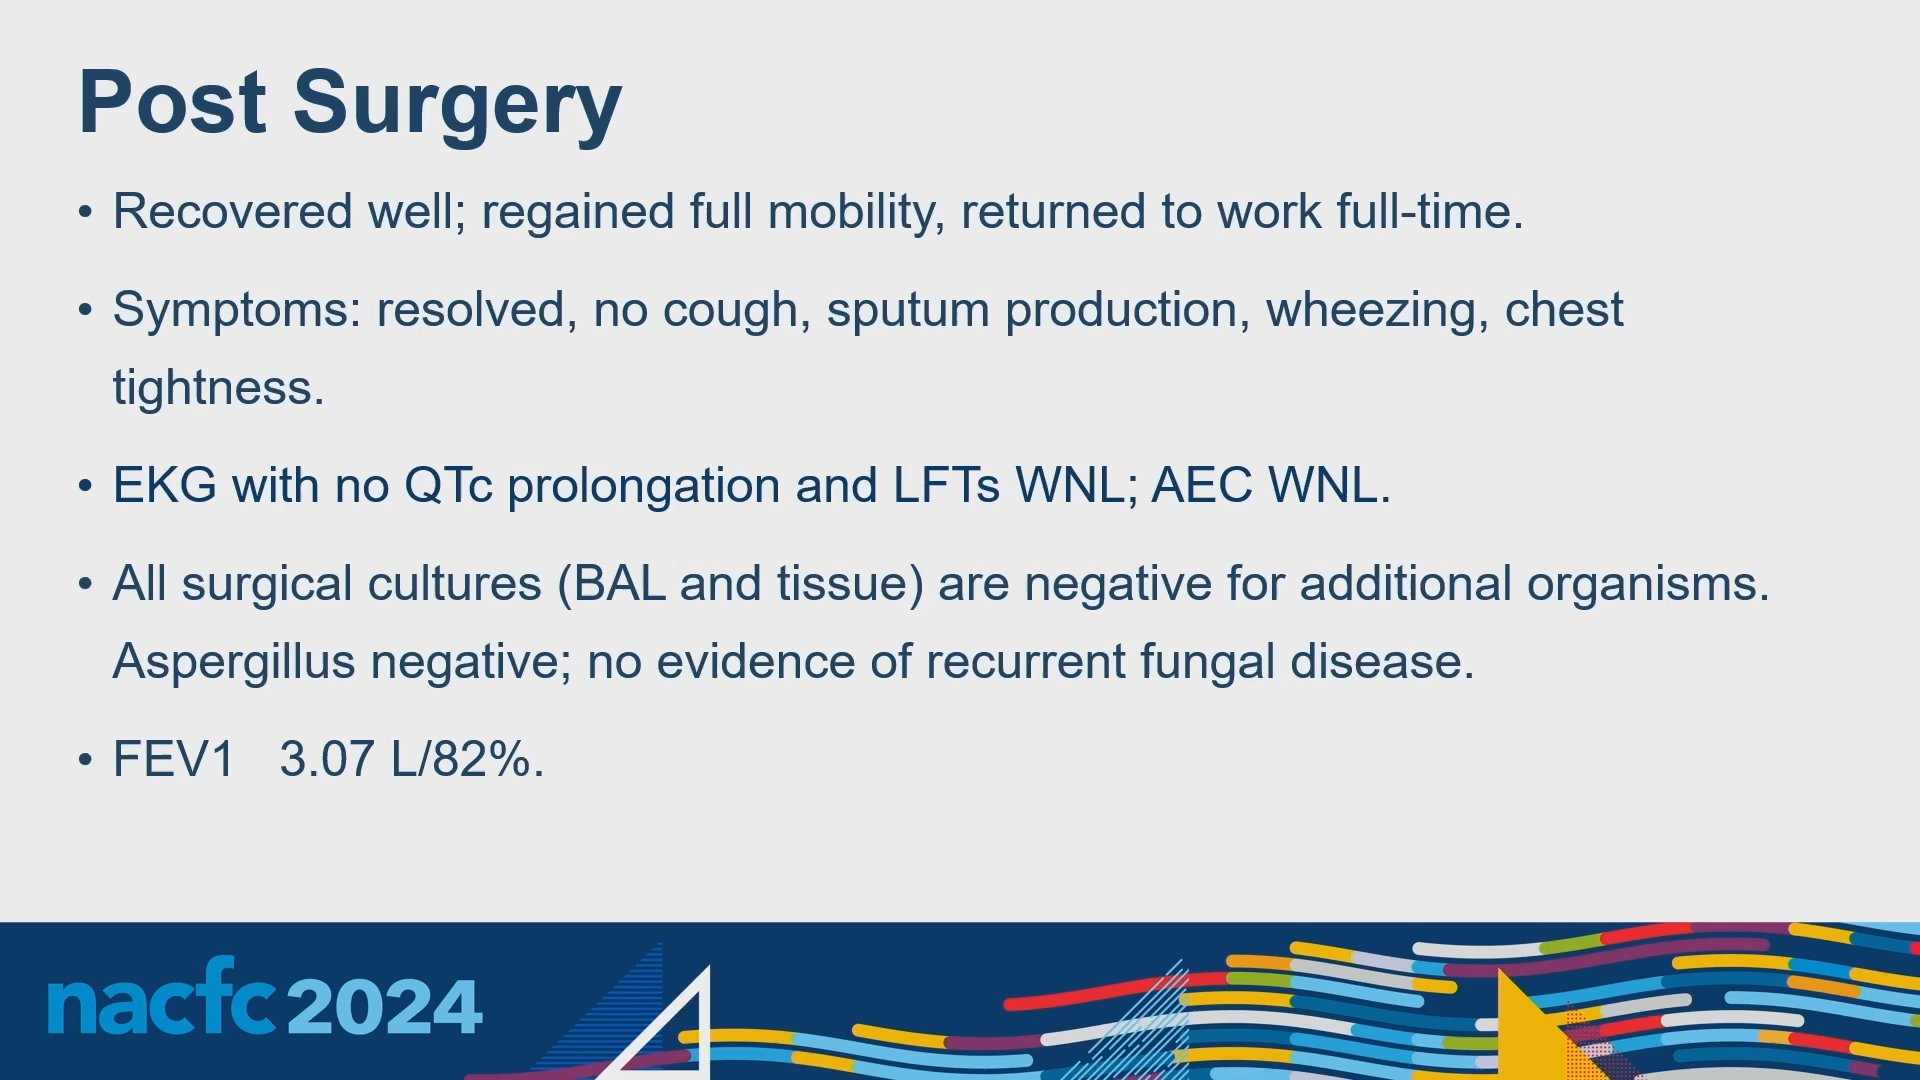 Post Surgery
• Recovered well; regained full mobility, returned to work full-time.
• Symptoms: resolved, no cough, sputum production, wheezing, chest
tightness.
• EKG with no QTc prolongation and LFTs WNL; AEC WNL.
• All surgical cultures (BAL and tissue) are negative for additional organisms.
Aspergillus negative; no evidence of recurrent fungal disease.
• FEV1   3.07 L/82%.
nacfc 2024